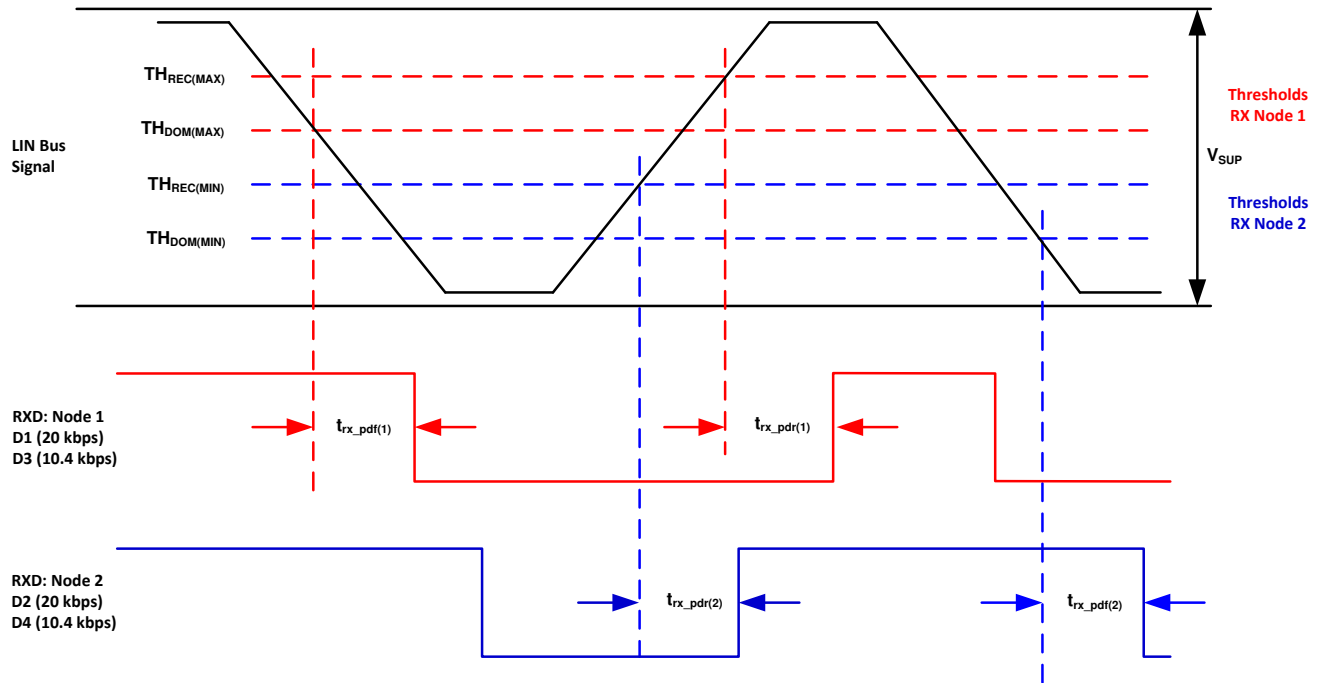 TH_REC(MAX)
TH_DOM(MAX)
TH_REC(MIN)
TH_DOM(MIN)
LIN Bus
Signal
Thresholds
RX Node 1
V_SUP
Thresholds
RX Node 2
RXD: Node 1
D1 (20 kbps)
D3 (10.4 kbps)
t_rx_pdf(1)
t_rx_pdr(1)
RXD: Node 2
D2 (20 kbps)
D4 (10.4 kbps)
t_rx_pdr(2)
t_rx_pdf(2)